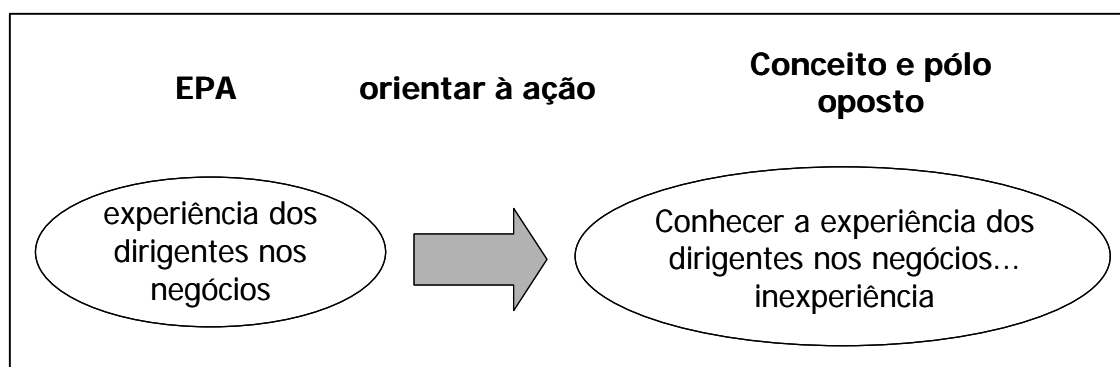 EPA
orientar à ação
Conceito e pólo
oposto
experiência dos
dirigentes nos
negócios
Conhecer a experiência dos
dirigentes nos negócios...
inexperiência